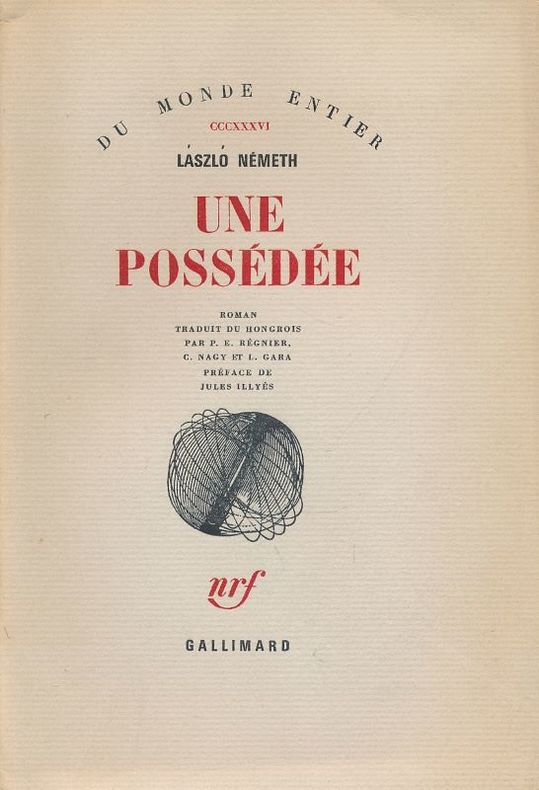 DU MONDE ENTIER
CCCXXXVI
LÁSZLÓ NÉMETH
UNE
POSSÉDÉE
ROMAN
TRADUIT DU HONGROIS
PAR P. E. RÉGNIER,
C. NAGY ET L. GARA
PRÉFACE DE
JULES ILLYÉS
nrf
GALLIMARD